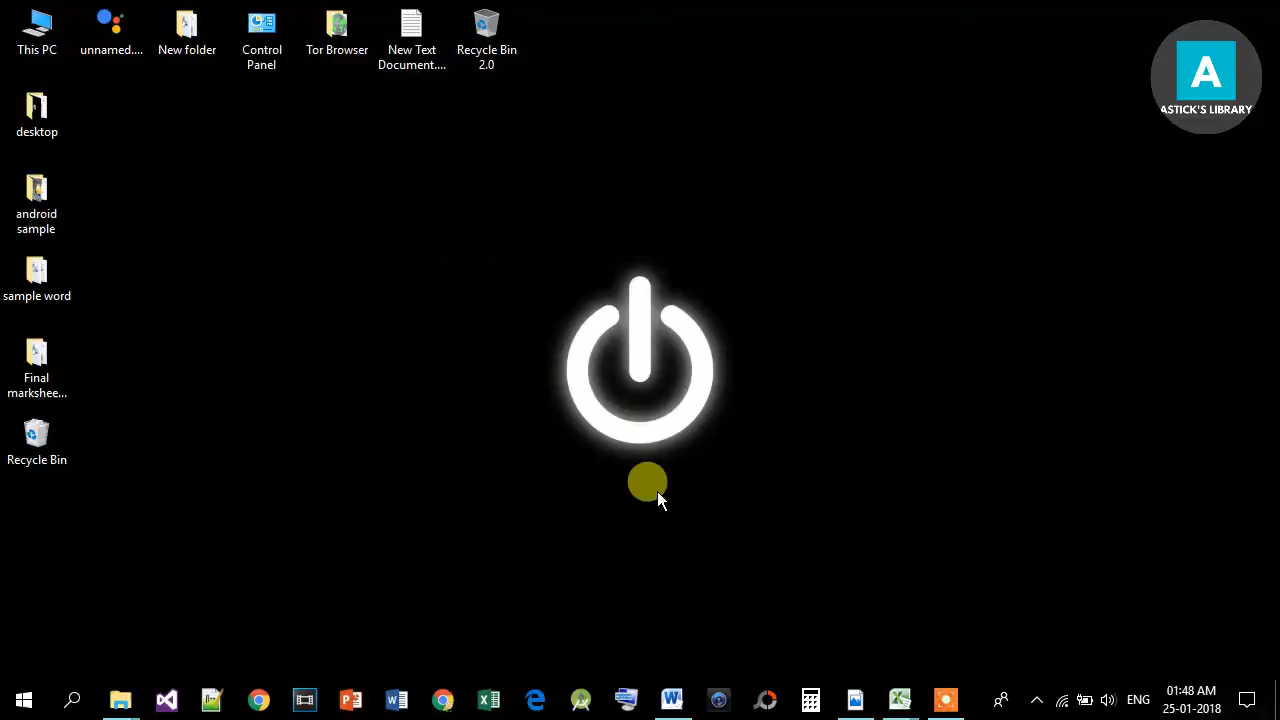 This PC
unnamed....
New folder
Control
Panel
Tor Browser
New Text
Document....
Recycle Bin
2.0
A
ASTICK'S LIBRARY
desktop
android
sample
sample word
Final
markshee...
Recycle Bin
ENG
01:48 AM
25-01-2018